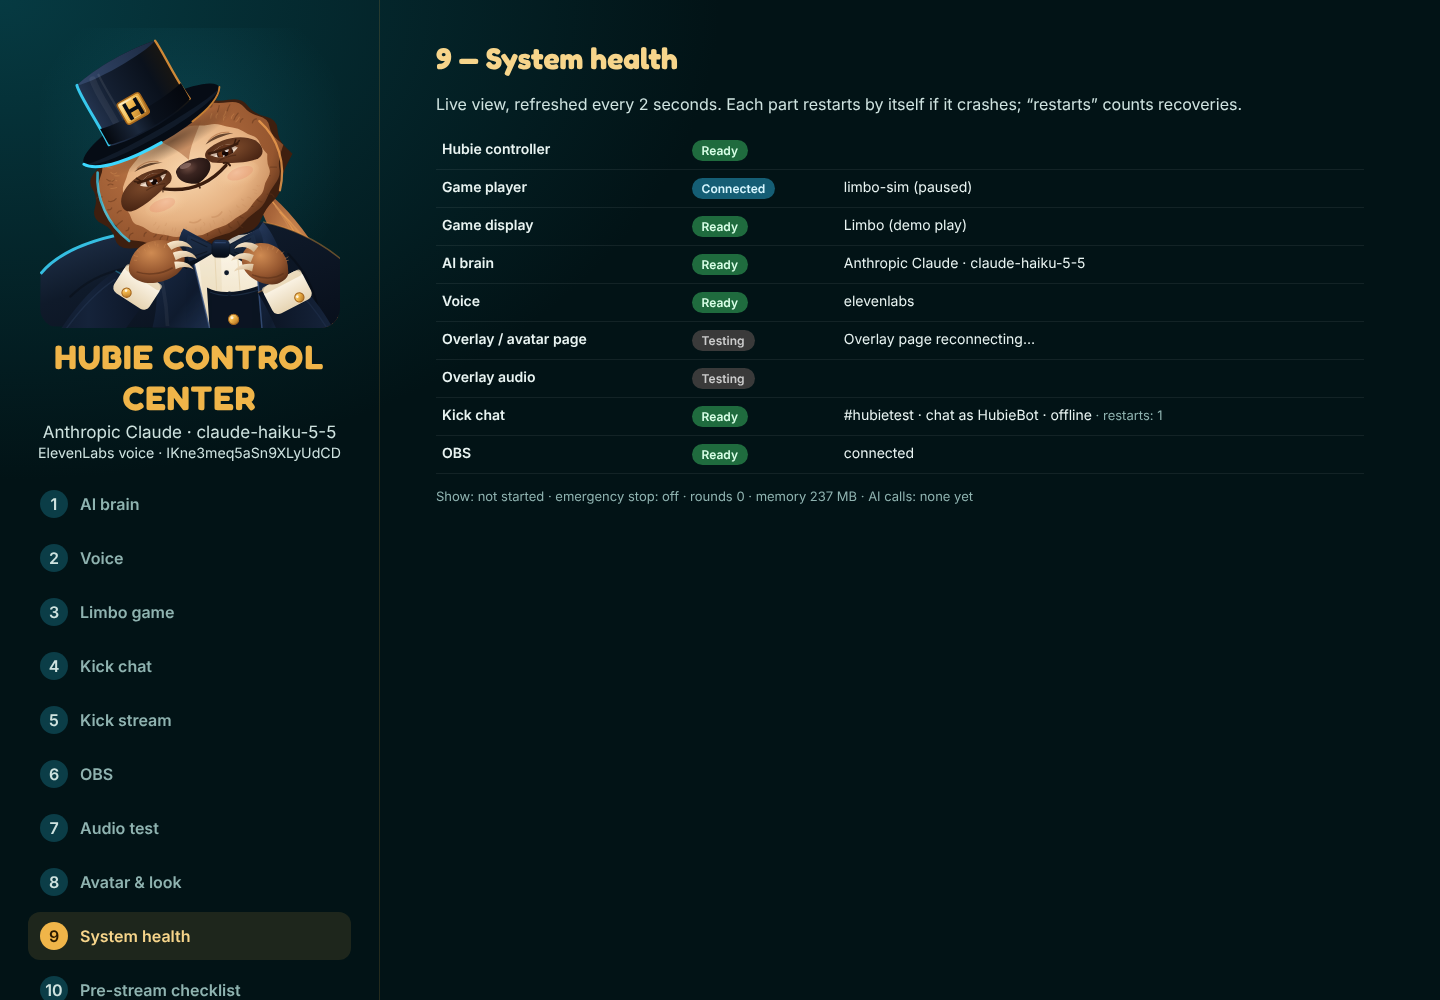 H
HUBIE CONTROL
CENTER
Anthropic Claude · claude-haiku-5-5
ElevenLabs voice · IKne3meq5aSn9XLyUdCD
1 AI brain
2 Voice
3 Limbo game
4 Kick chat
5 Kick stream
6 OBS
7 Audio test
8 Avatar & look
9 System health
10 Pre-stream checklist
9 — System health
Live view, refreshed every 2 seconds. Each part restarts by itself if it crashes; “restarts” counts recoveries.
Hubie controller Ready
Game player Connected limbo-sim (paused)
Game display Ready Limbo (demo play)
AI brain Ready Anthropic Claude · claude-haiku-5-5
Voice Ready elevenlabs
Overlay / avatar page Testing Overlay page reconnecting…
Overlay audio Testing
Kick chat Ready #hubietest · chat as HubieBot · offline · restarts: 1
OBS Ready connected
Show: not started · emergency stop: off · rounds 0 · memory 237 MB · AI calls: none yet